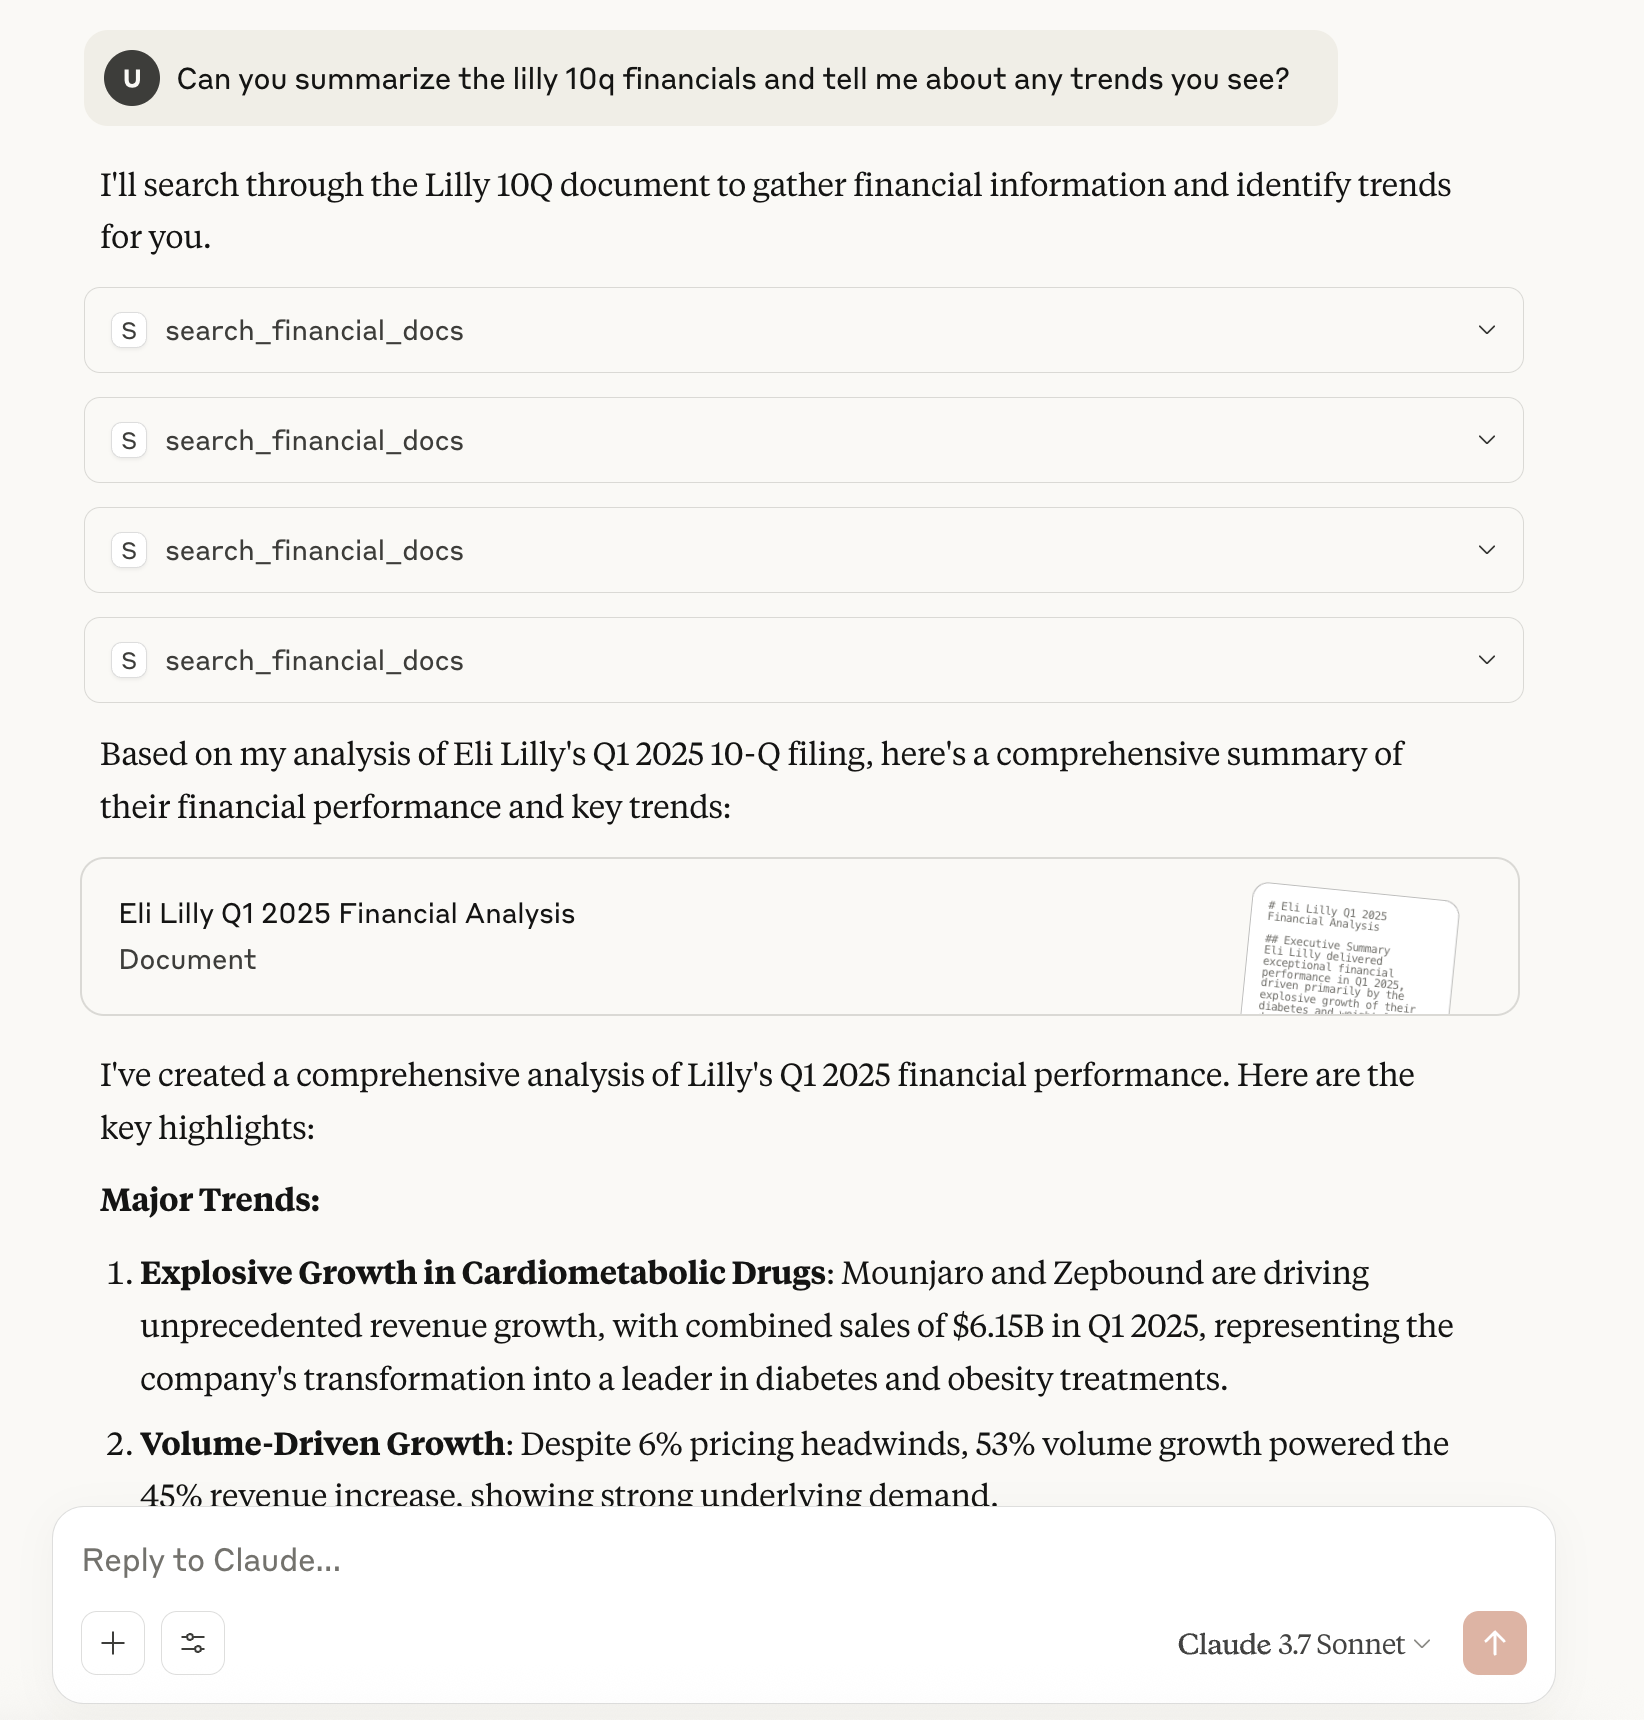 U
Can you summarize the lilly 10q financials and tell me about any trends you see?
I'll search through the Lilly 10Q document to gather financial information and identify trends
for you.
S search_financial_docs
S search_financial_docs
S search_financial_docs
S search_financial_docs
Based on my analysis of Eli Lilly's Q1 2025 10-Q filing, here's a comprehensive summary of
their financial performance and key trends:
Eli Lilly Q1 2025 Financial Analysis
Document
# Eli Lilly Q1 2025
Financial Analysis
## Executive Summary
Eli Lilly delivered
exceptional financial
performance in Q1 2025,
driven primarily by the
explosive growth of their
diabetes and
I've created a comprehensive analysis of Lilly's Q1 2025 financial performance. Here are the
key highlights:
Major Trends:
1. Explosive Growth in Cardiometabolic Drugs: Mounjaro and Zepbound are driving
unprecedented revenue growth, with combined sales of $6.15B in Q1 2025, representing the
company's transformation into a leader in diabetes and obesity treatments.
2. Volume-Driven Growth: Despite 6% pricing headwinds, 53% volume growth powered the
45% revenue increase, showing strong underlying demand.
Reply to Claude...
Claude 3.7 Sonnet